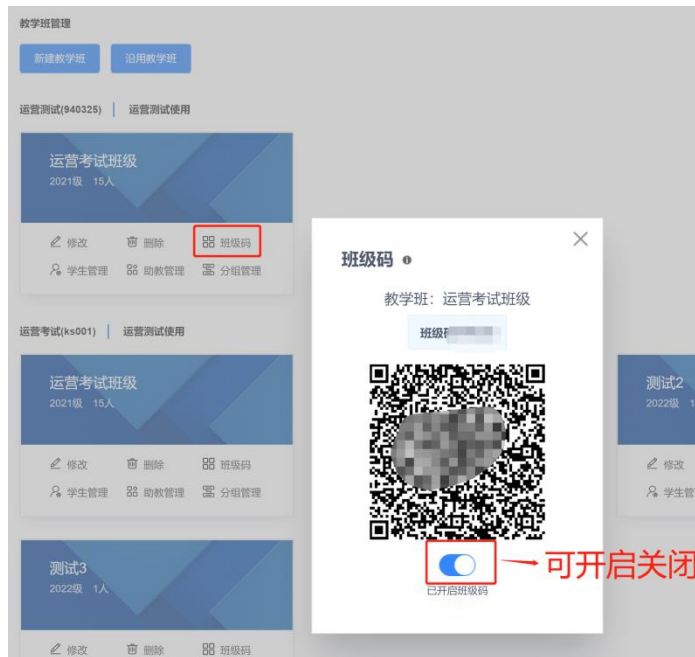 教学班管理
新建教学班 沿用教学班
运营测试(940325) 运营测试使用
运营考试班级
2021级 15人
修改 删除 班级码
学生管理 助教管理 分组管理
班级码
教学班：运营考试班级
班级
运营考试(ks001) 运营测试使用
运营考试班级
2021级 15人
修改 删除 班级码
学生管理 助教管理 分组管理
测试2
2022级 1
修改
学生管
可开启关闭
已开启班级码
测试3
2022级 1人
修改 删除 班级码